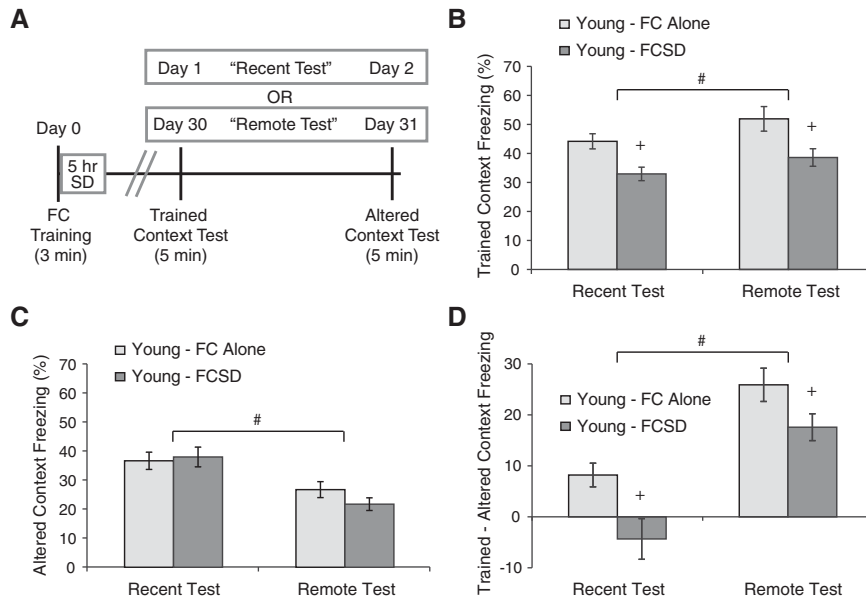 A
Day 1 "Recent Test" Day 2
OR
Day 30 "Remote Test" Day 31
Day 0
5 hr
SD
FC
Training
(3 min)
Trained
Context Test
(5 min)
Altered
Context Test
(5 min)
B
Young - FC Alone
Young - FCSD
Trained Context Freezing (%)
70
60
50
40
30
20
10
0
#
+
+
Recent Test
Remote Test
C
Young - FC Alone
Young - FCSD
Altered Context Freezing (%)
70
60
50
40
30
20
10
0
#
Recent Test
Remote Test
D
Trained - Altered Context Freezing
30
20
10
0
-10
#
Young - FC Alone
Young - FCSD
+
+
Recent Test
Remote Test